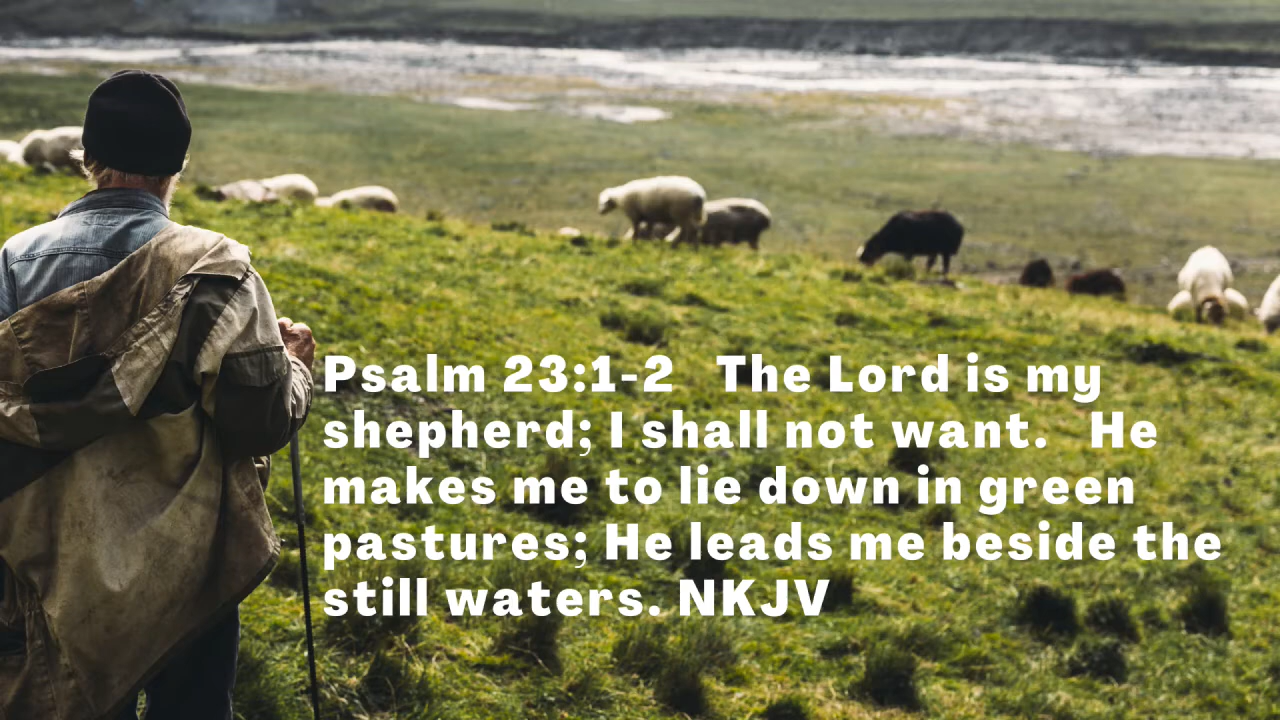 Psalm 23:1-2   The Lord is my
shepherd; I shall not want.   He
makes me to lie down in green
pastures; He leads me beside the
still waters. NKJV